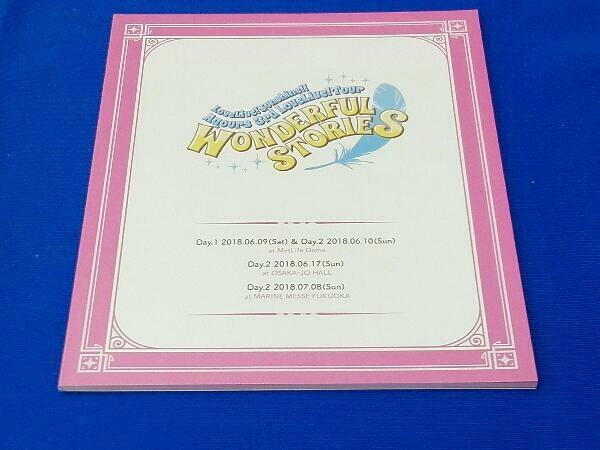 LoveLive! Sunshine!!
Aqours 3rd LoveLive! Tour
WONDERFUL
STORIES
Day.1 2018.06.09(Sat) & Day.2 2018.06.10(Sun)
at MetLife Dome
Day.2 2018.06.17(Sun)
at OSAKA-JO HALL
Day.2 2018.07.08(Sun)
at MARINE MESSE FUKUOKA